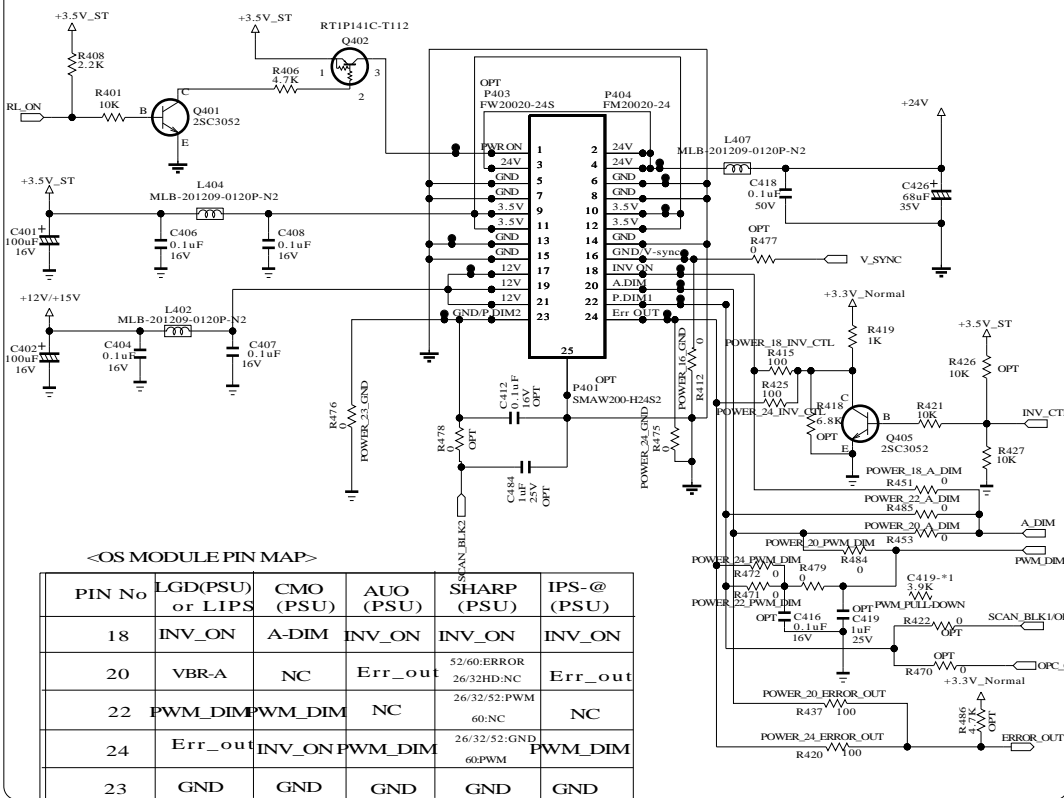 +3.5V_ST
R408
2.2K
RL_ON
R401
10K
B
C
E
Q401
2SC3052
R406
4.7K
+3.5V_ST
RT1P141C-T112
Q402
1
3
2
OPT
P403
FW20020-24S
P404
FM20020-24
PWR ON
1
2
24V
24V
3
4
24V
GND
5
6
GND
GND
7
8
GND
3.5V
9
10
3.5V
3.5V
11
12
3.5V
GND
13
14
GND
GND
15
16
GND/V-sync
12V
17
18
INV ON
12V
19
20
A.DIM
12V
21
22
P.DIM1
GND/P.DIM2
23
24
Err OUT
25
OPT
P401
SMAW200-H24S2
+3.5V_ST
L404
MLB-201209-0120P-N2
C401
100uF
16V
C406
0.1uF
16V
C408
0.1uF
16V
+12V/+15V
L402
MLB-201209-0120P-N2
C402
100uF
16V
C404
0.1uF
16V
C407
0.1uF
16V
+24V
L407
MLB-201209-0120P-N2
C418
0.1uF
50V
C426
68uF
35V
OPT
R477
0
V_SYNC
R476
0
POWER_23_GND
R478
0
OPT
C412
0.1uF
16V
OPT
C484
1uF
25V
OPT
SCAN_BLK2
POWER_16_GND
R412
0
POWER_24_GND
R475
0
+3.3V_Normal
R419
1K
POWER_18_INV_CTL
R415
100
R425
100
POWER_24_INV_CTL
R418
6.8K
OPT
C
B
E
Q405
2SC3052
R421
10K
+3.5V_ST
R426
10K
OPT
R427
10K
INV_CT
POWER_18_A_DIM
R451
0
POWER_22_A_DIM
R485
0
POWER_20_A_DIM
R453
0
A_DIM
POWER_20_PWM_DIM
R484
0
PWM_DIM
POWER_24_PWM_DIM
R472
0
R471
0
POWER_22_PWM_DIM
R479
0
OPT
C416
0.1uF
16V
OPT
C419
1uF
25V
C419-*1
3.9K
PWM_PULL-DOWN
R422
0
OPT
SCAN_BLK1/O
OPT
R470
0
OPC_
+3.3V_Normal
R486
4.7K
OPT
POWER_20_ERROR_OUT
R437
100
POWER_24_ERROR_OUT
R420
100
ERROR_OUT
<OS MODULE PIN MAP>
PIN No
LGD(PSU) or LIPS
CMO (PSU)
AUO (PSU)
SHARP (PSU)
IPS-@ (PSU)
18
INV_ON
A-DIM
INV_ON
INV_ON
INV_ON
20
VBR-A
NC
Err_out
52/60:ERROR
26/32HD:NC
Err_out
22
PWM_DIM
PWM_DIM
NC
26/32/52:PWM
60:NC
NC
24
Err_out
INV_ON
PWM_DIM
26/32/52:GND
60:PWM
PWM_DIM
23
GND
GND
GND
GND
GND